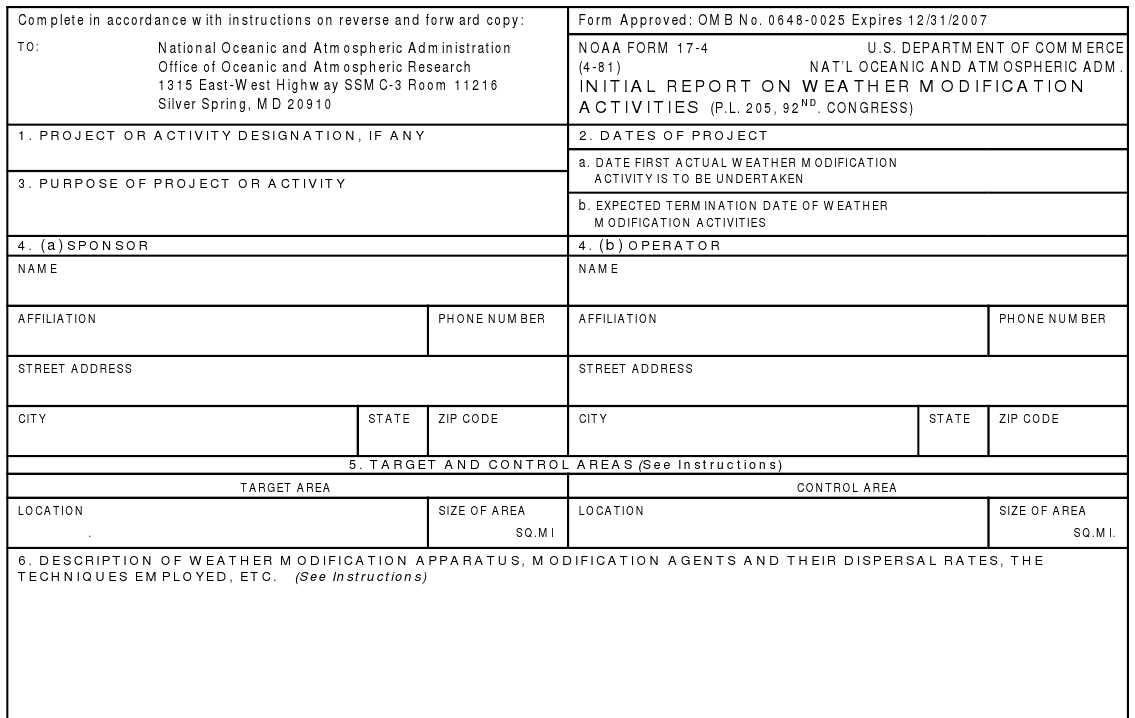 Complete in accordance with instructions on reverse and forward copy:
TO: National Oceanic and Atmospheric Administration
Office of Oceanic and Atmospheric Research
1315 East-West Highway SSMC-3 Room 11216
Silver Spring, MD 20910
Form Approved: OMB No. 0648-0025 Expires 12/31/2007
NOAA FORM 17-4 U.S. DEPARTMENT OF COMMERCE
(4-81) NAT'L OCEANIC AND ATMOSPHERIC ADM.
INITIAL REPORT ON WEATHER MODIFICATION
ACTIVITIES (P.L. 205, 92ND. CONGRESS)
1. PROJECT OR ACTIVITY DESIGNATION, IF ANY
3. PURPOSE OF PROJECT OR ACTIVITY
2. DATES OF PROJECT
a. DATE FIRST ACTUAL WEATHER MODIFICATION
ACTIVITY IS TO BE UNDERTAKEN
b. EXPECTED TERMINATION DATE OF WEATHER
MODIFICATION ACTIVITIES
4. (a) SPONSOR
4. (b) OPERATOR
NAME
NAME
AFFILIATION
PHONE NUMBER
AFFILIATION
PHONE NUMBER
STREET ADDRESS
STREET ADDRESS
CITY
STATE
ZIP CODE
CITY
STATE
ZIP CODE
5. TARGET AND CONTROL AREAS (See Instructions)
TARGET AREA
CONTROL AREA
LOCATION
.
SIZE OF AREA
SQ.MI
LOCATION
SIZE OF AREA
SQ.MI.
6. DESCRIPTION OF WEATHER MODIFICATION APPARATUS, MODIFICATION AGENTS AND THEIR DISPERSAL RATES, THE
TECHNIQUES EMPLOYED, ETC. (See Instructions)